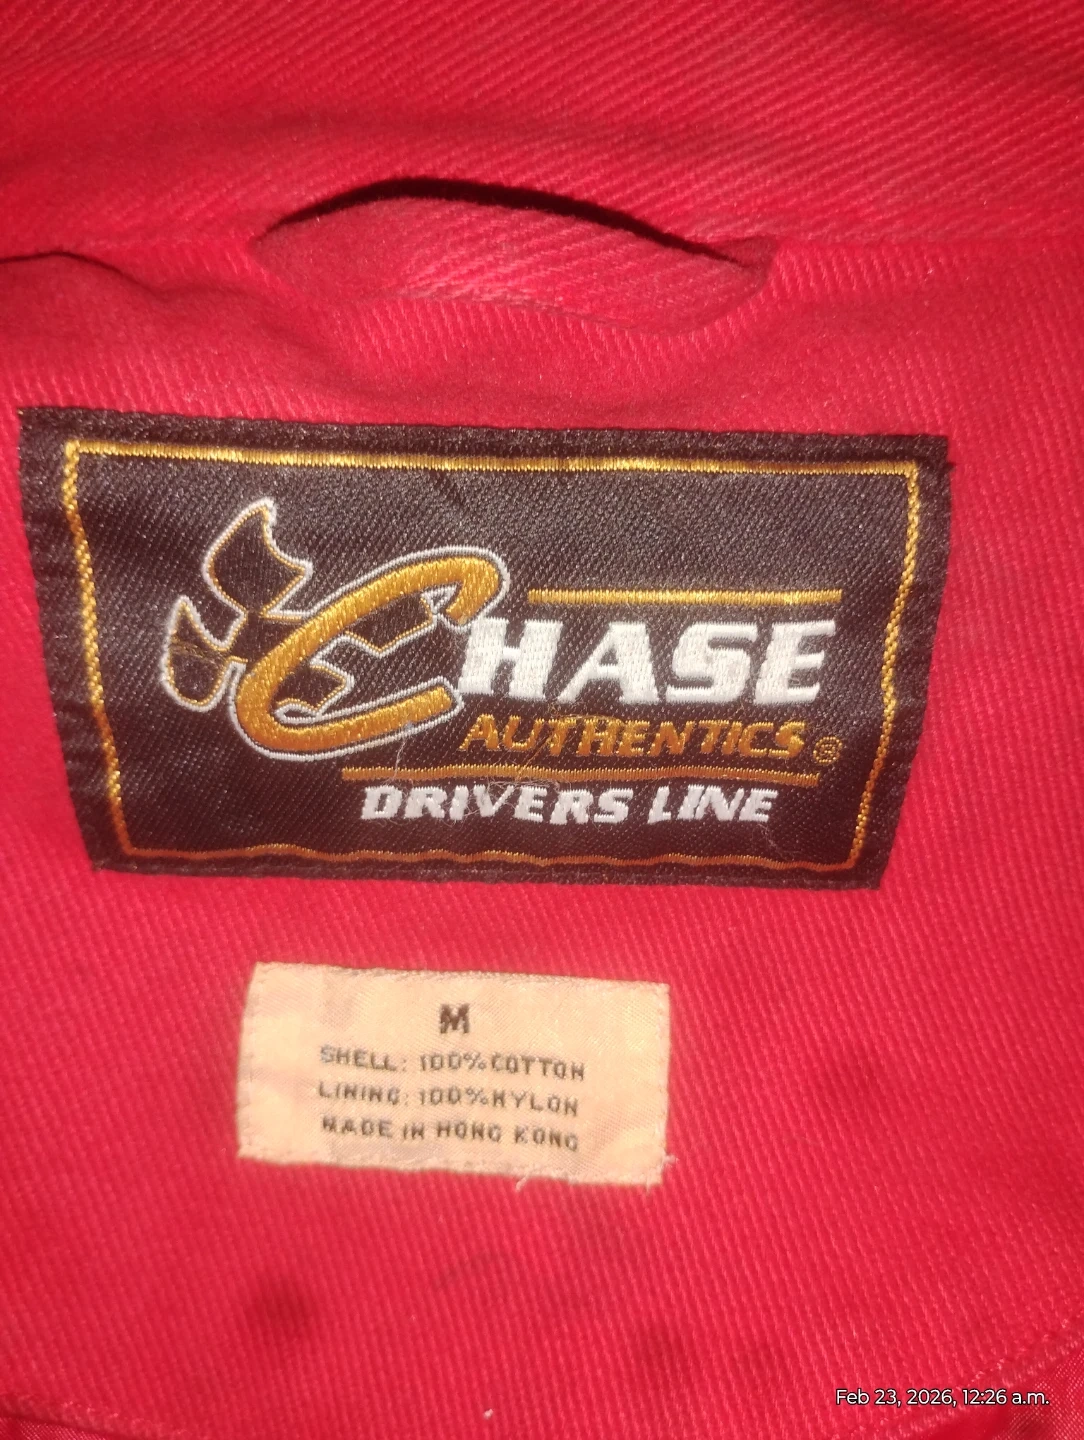 CHASE
AUTHENTICS®
DRIVERS LINE
M
SHELL: 100%COTTON
LINING: 100%NYLON
MADE IN HONG KONG
Feb 23, 2026, 12:26 a.m.